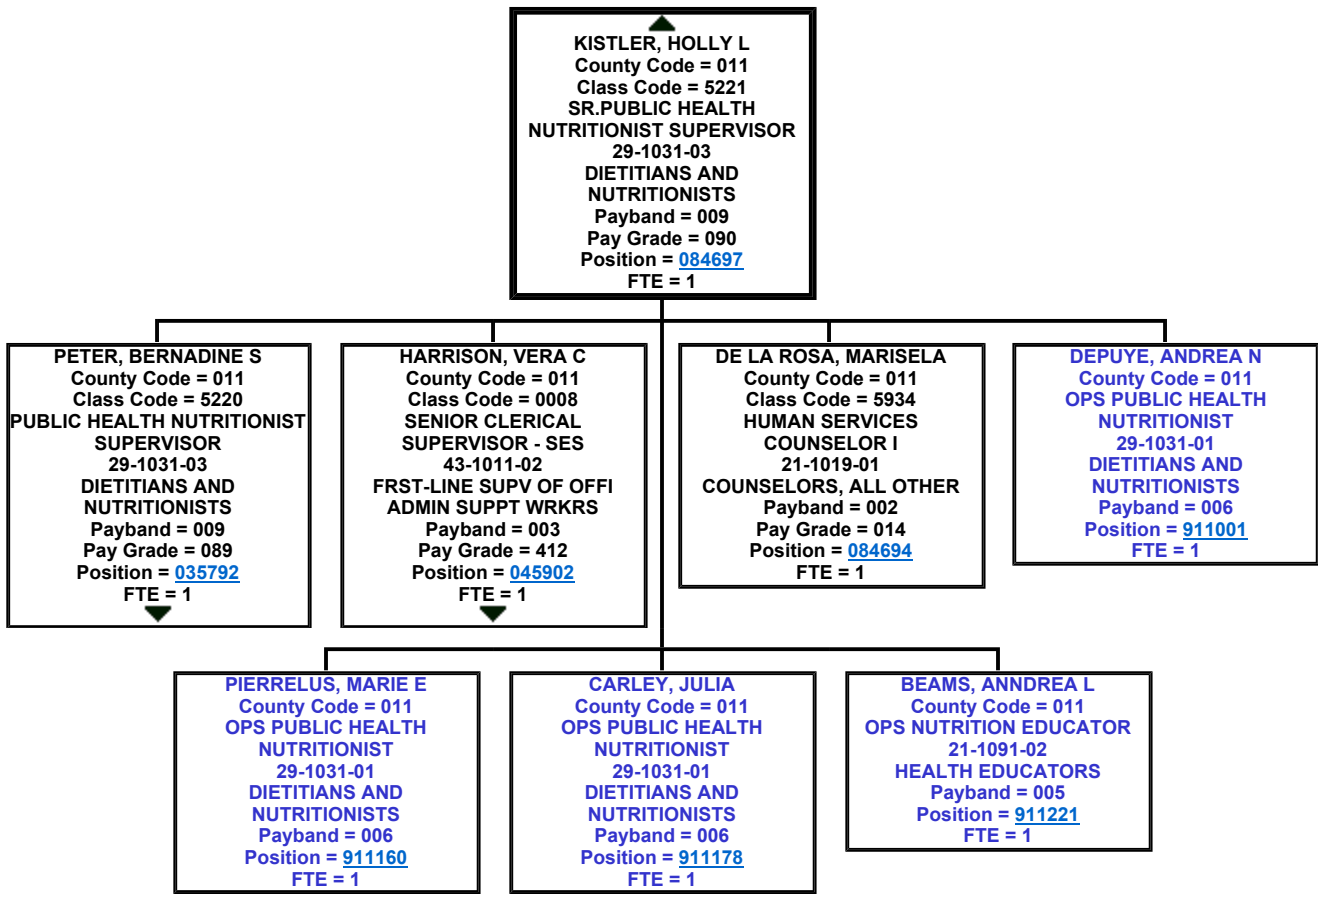 KISTLER, HOLLY L
County Code = 011
Class Code = 5221
SR.PUBLIC HEALTH
NUTRITIONIST SUPERVISOR
29-1031-03
DIETITIANS AND
NUTRITIONISTS
Payband = 009
Pay Grade = 090
Position = 084697
FTE = 1
PETER, BERNADINE S
County Code = 011
Class Code = 5220
PUBLIC HEALTH NUTRITIONIST
SUPERVISOR
29-1031-03
DIETITIANS AND
NUTRITIONISTS
Payband = 009
Pay Grade = 089
Position = 035792
FTE = 1
HARRISON, VERA C
County Code = 011
Class Code = 0008
SENIOR CLERICAL
SUPERVISOR - SES
43-1011-02
FRST-LINE SUPV OF OFFI
ADMIN SUPPT WRKRS
Payband = 003
Pay Grade = 412
Position = 045902
FTE = 1
DE LA ROSA, MARISELA
County Code = 011
Class Code = 5934
HUMAN SERVICES
COUNSELOR I
21-1019-01
COUNSELORS, ALL OTHER
Payband = 002
Pay Grade = 014
Position = 084694
FTE = 1
DEPUYE, ANDREA N
County Code = 011
OPS PUBLIC HEALTH
NUTRITIONIST
29-1031-01
DIETITIANS AND
NUTRITIONISTS
Payband = 006
Position = 911001
FTE = 1
PIERRELUS, MARIE E
County Code = 011
OPS PUBLIC HEALTH
NUTRITIONIST
29-1031-01
DIETITIANS AND
NUTRITIONISTS
Payband = 006
Position = 911160
FTE = 1
CARLEY, JULIA
County Code = 011
OPS PUBLIC HEALTH
NUTRITIONIST
29-1031-01
DIETITIANS AND
NUTRITIONISTS
Payband = 006
Position = 911178
FTE = 1
BEAMS, ANNDREA L
County Code = 011
OPS NUTRITION EDUCATOR
21-1091-02
HEALTH EDUCATORS
Payband = 005
Position = 911221
FTE = 1